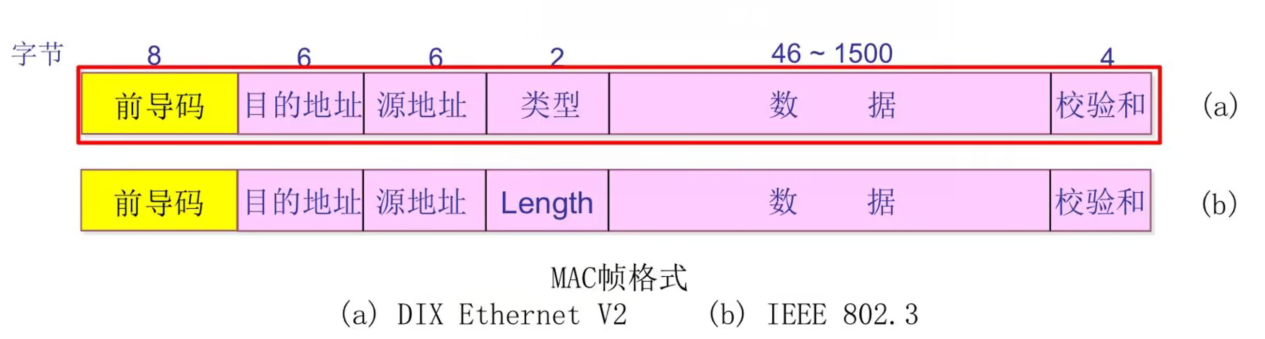 字节 8 6 6 2 46 ~ 1500 4
前导码 目的地址 源地址 类型 数 据 校验和 (a)
前导码 目的地址 源地址 Length 数 据 校验和 (b)
MAC帧格式
(a) DIX Ethernet V2 (b) IEEE 802.3